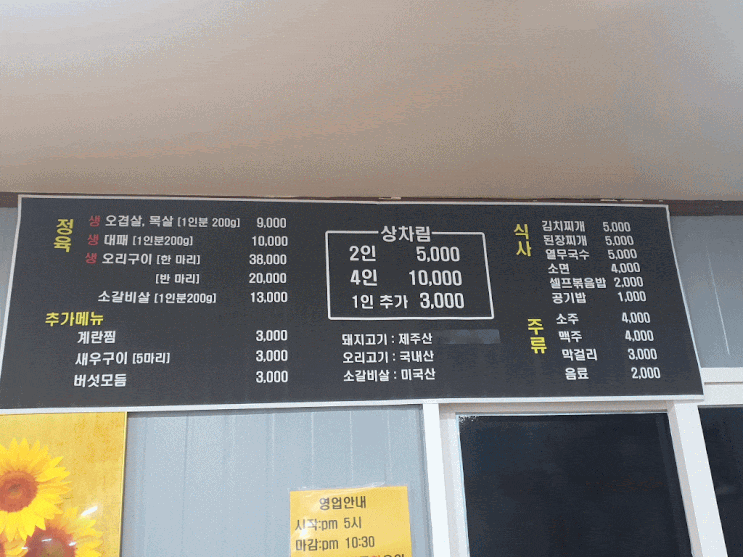 정육
생 오겹살, 목살 [1인분 200g] 9,000
생 대패 [1인분200g] 10,000
생 오리구이 [한 마리] 38,000
[반 마리] 20,000
소갈비살 [1인분200g] 13,000
추가메뉴
계란찜 3,000
새우구이 [5마리] 3,000
버섯모듬 3,000
상차림
2인 5,000
4인 10,000
1인 추가 3,000
돼지고기 : 제주산
오리고기 : 국내산
소갈비살 : 미국산
식사
김치찌개 5,000
된장찌개 5,000
열무국수 5,000
소면 4,000
셀프볶음밥 2,000
공기밥 1,000
주류
소주 4,000
맥주 4,000
막걸리 3,000
음료 2,000
영업안내
시작:pm 5시
마감:pm 10:30